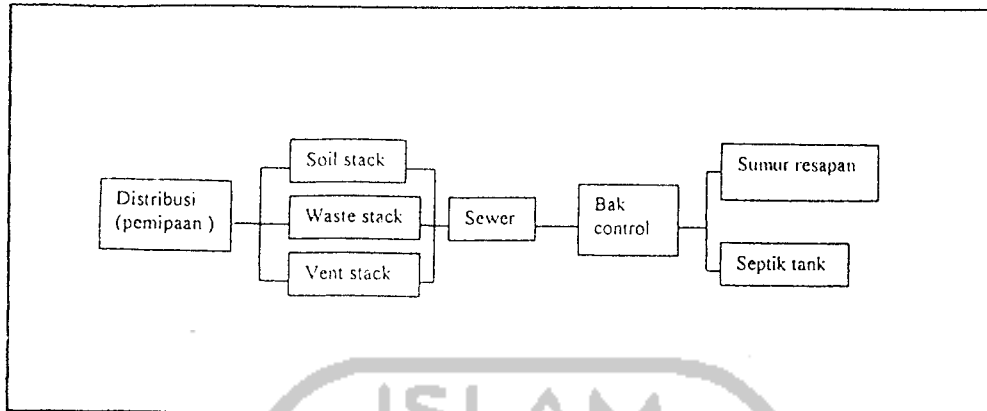 Distribusi
(pemipaan )
Soil stack
Waste stack
Vent stack
Sewer
Bak
control
Sumur resapan
Septik tank
ISLAM